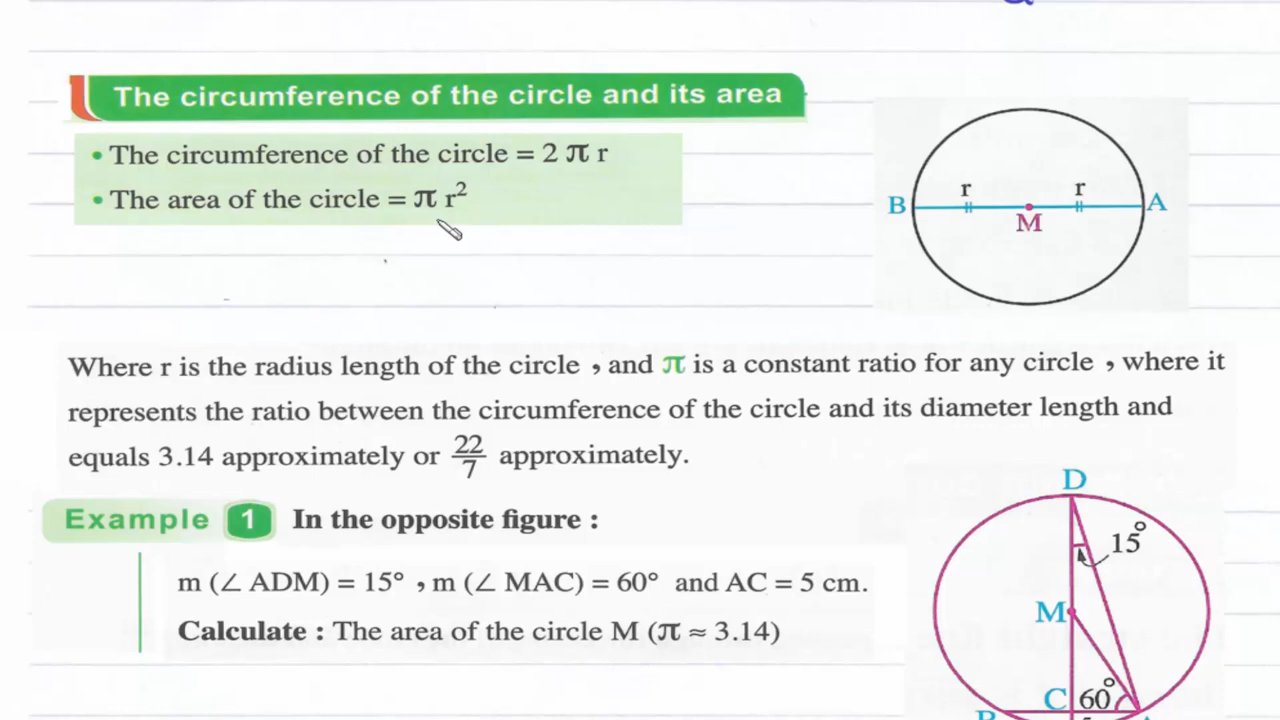 The circumference of the circle and its area
• The circumference of the circle = 2 π r
• The area of the circle = π r²
B r r A
M
Where r is the radius length of the circle , and π is a constant ratio for any circle , where it
represents the ratio between the circumference of the circle and its diameter length and
equals 3.14 approximately or 22/7 approximately.
Example 1 In the opposite figure :
m (∠ ADM) = 15° , m (∠ MAC) = 60° and AC = 5 cm.
Calculate : The area of the circle M (π ≈ 3.14)
D
15°
M
C 60°